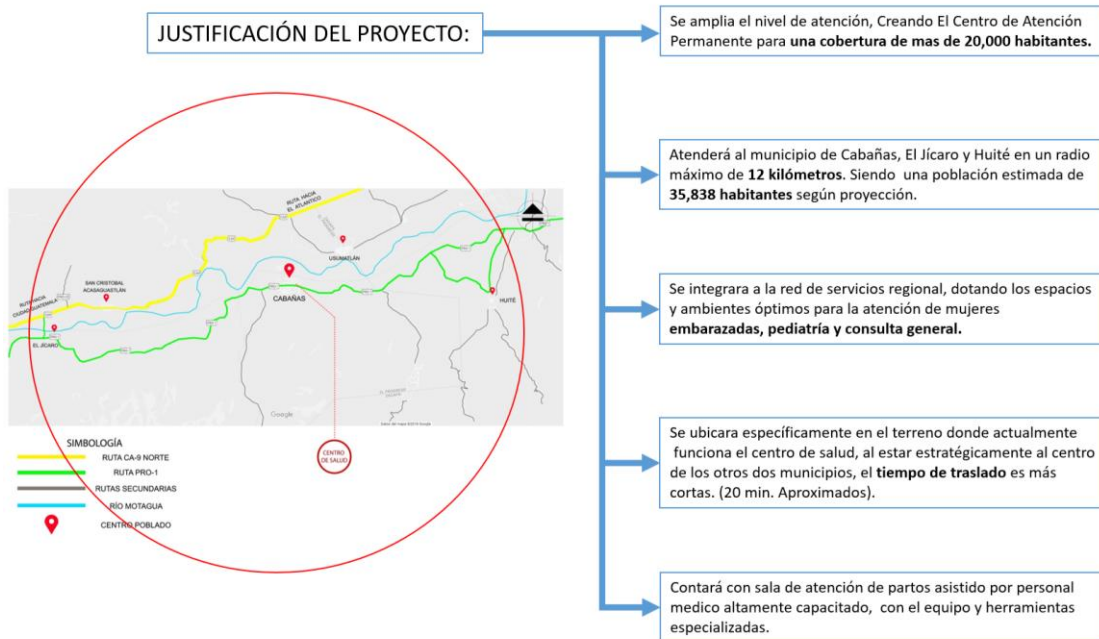 JUSTIFICACIÓN DEL PROYECTO:
Se amplia el nivel de atención, Creando El Centro de Atención
Permanente para una cobertura de mas de 20,000 habitantes.
Atenderá al municipio de Cabañas, El Jícaro y Huité en un radio
máximo de 12 kilómetros. Siendo una población estimada de
35,838 habitantes según proyección.
Se integrara a la red de servicios regional, dotando los espacios
y ambientes óptimos para la atención de mujeres
embarazadas, pediatría y consulta general.
Se ubicara específicamente en el terreno donde actualmente
funciona el centro de salud, al estar estratégicamente al centro
de los otros dos municipios, el tiempo de traslado es más
cortas. (20 min. Aproximados).
Contará con sala de atención de partos asistido por personal
medico altamente capacitado, con el equipo y herramientas
especializadas.
RUTA HACIA
EL ATLANTICO
USUMATLÁN
SAN CRISTOBAL
ACASAGUASTLÁN
RUTA HACIA
CIUDAD GUATEMALA
CABAÑAS
HUITÉ
EL JÍCARO
Google
CENTRO
DE SALUD
SIMBOLOGÍA
RUTA CA-9 NORTE
RUTA PRO-1
RUTAS SECUNDARIAS
RÍO MOTAGUA
CENTRO POBLADO